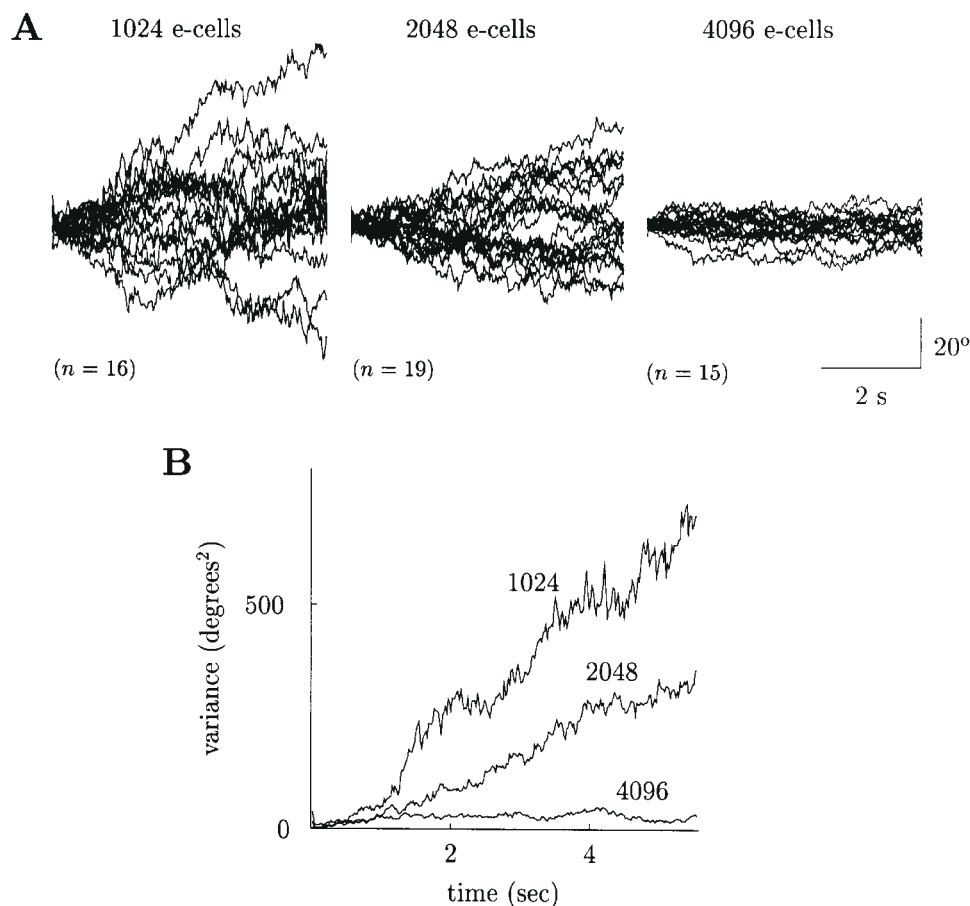 A
1024 e-cells 2048 e-cells 4096 e-cells
(n = 16) (n = 19) (n = 15)
20º
2 s
B
variance (degrees²)
500
0
1024
2048
4096
2 4
time (sec)